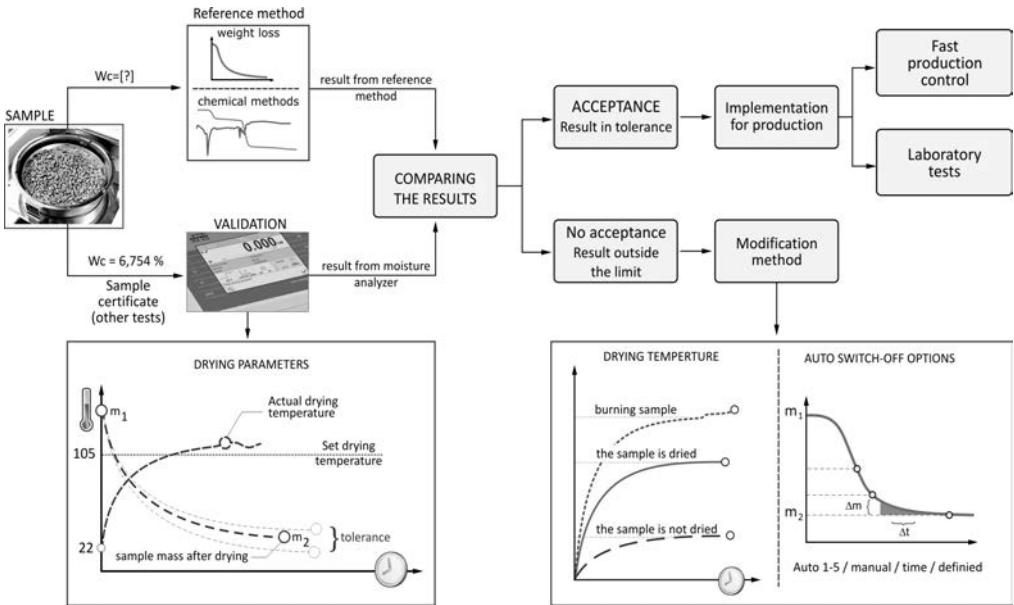 Reference method
weight loss
chemical methods
Wc=[?]
SAMPLE
result from reference
method
COMPARING
THE RESULTS
VALIDATION
0.000
Wc = 6,754 %
Sample
certificate
(other tests)
result from moisture
analyzer
ACCEPTANCE
Result in tolerance
Implementation
for production
Fast
production
control
Laboratory
tests
No acceptance
Result outside
the limit
Modification
method
DRYING PARAMETERS
m1
Actual drying
temperature
105
Set drying
temperature
m2
tolerance
22
sample mass after drying
DRYING TEMPERTURE
burning sample
the sample is dried
the sample is not dried
AUTO SWITCH-OFF OPTIONS
m1
Δm
m2
Δt
Auto 1-5 / manual / time / definied